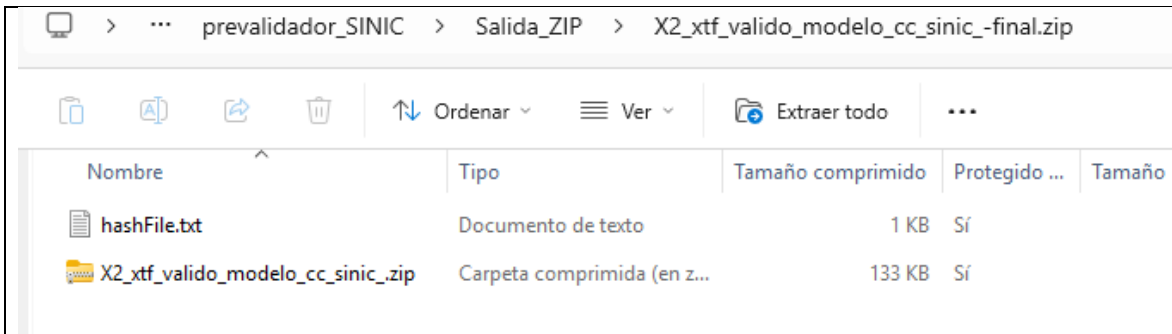 > ... prevalidador_SINIC > Salida_ZIP > X2_xtf_valido_modelo_cc_sinic_-final.zip
Ordenar Ver Extraer todo ...
Nombre Tipo Tamaño comprimido Protegido ... Tamaño
hashFile.txt Documento de texto 1 KB Sí
X2_xtf_valido_modelo_cc_sinic_.zip Carpeta comprimida (en z... 133 KB Sí